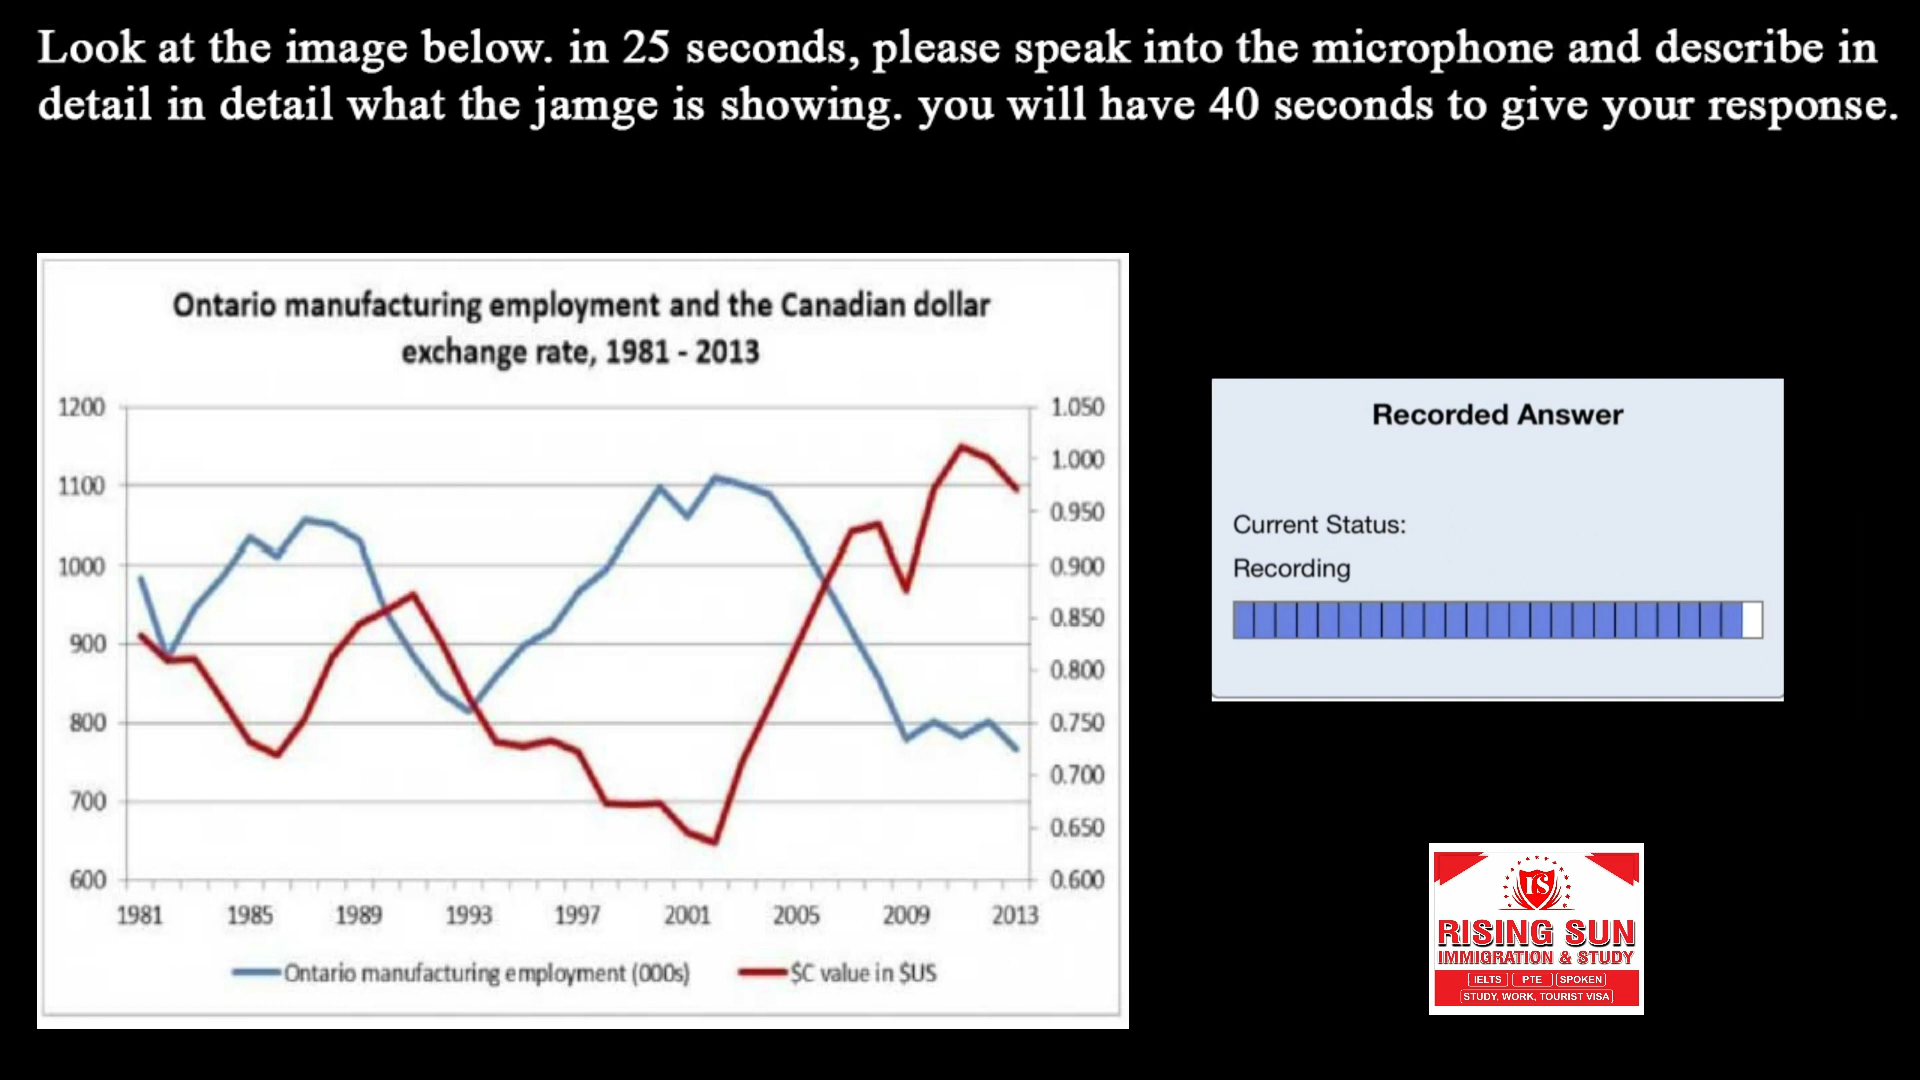 Look at the image below. in 25 seconds, please speak into the microphone and describe in
detail in detail what the jamge is showing. you will have 40 seconds to give your response.
Ontario manufacturing employment and the Canadian dollar
exchange rate, 1981 - 2013
1200
1100
1000
900
800
700
600
1.050
1.000
0.950
0.900
0.850
0.800
0.750
0.700
0.650
0.600
1981 1985 1989 1993 1997 2001 2005 2009 2013
Ontario manufacturing employment (000s) $C value in $US
Recorded Answer
Current Status:
Recording
RS
RISING SUN
IMMIGRATION & STUDY
IELTS PTE SPOKEN
STUDY, WORK, TOURIST VISA